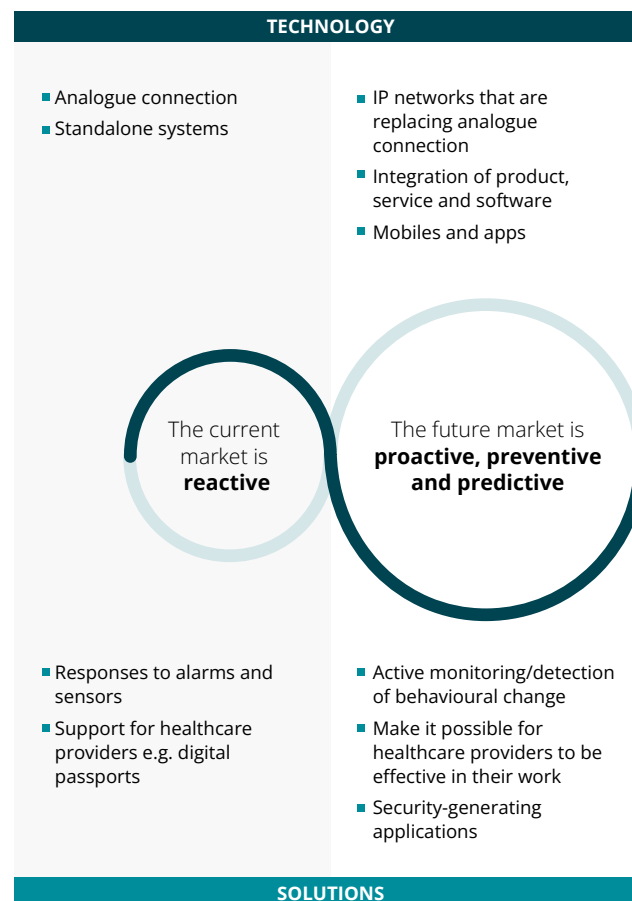 TECHNOLOGY
Analogue connection
Standalone systems
IP networks that are
replacing analogue
connection
Integration of product,
service and software
Mobiles and apps
The current
market is
reactive
The future market is
proactive, preventive
and predictive
Responses to alarms and
sensors
Support for healthcare
providers e.g. digital
passports
Active monitoring/detection
of behavioural change
Make it possible for
healthcare providers to be
effective in their work
Security-generating
applications
SOLUTIONS